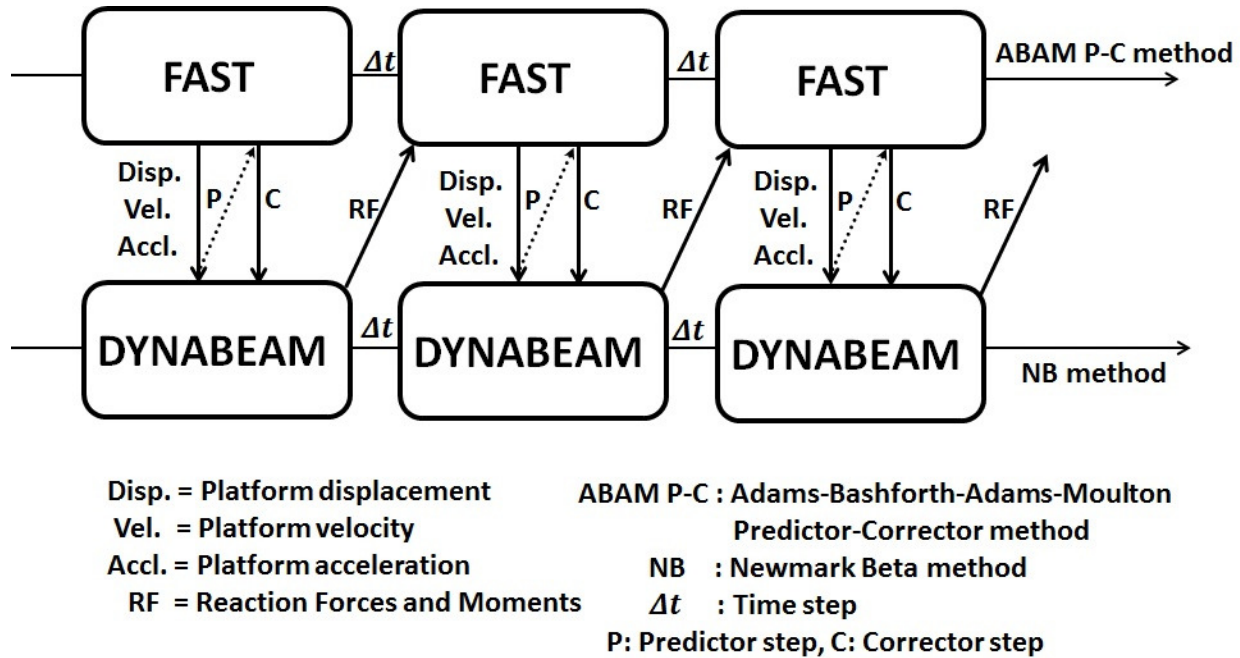 FAST
Δt
FAST
Δt
FAST
ABAM P-C method
Disp.
Vel.
Accl.
P
C
RF
Disp.
Vel.
Accl.
P
C
RF
Disp.
Vel.
Accl.
P
C
RF
DYNABEAM
Δt
DYNABEAM
Δt
DYNABEAM
NB method
Disp. = Platform displacement
Vel. = Platform velocity
Accl. = Platform acceleration
RF = Reaction Forces and Moments
ABAM P-C : Adams-Bashforth-Adams-Moulton
Predictor-Corrector method
NB : Newmark Beta method
Δt : Time step
P: Predictor step, C: Corrector step